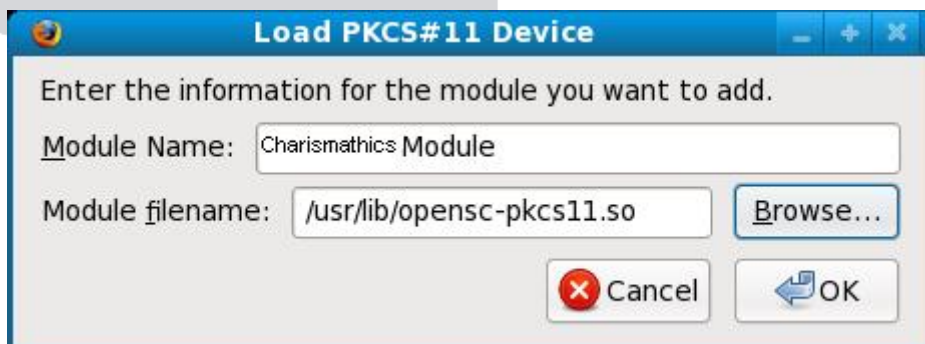 Load PKCS#11 Device
Enter the information for the module you want to add.
Module Name: Charismathics Module
Module filename: /usr/lib/opensc-pkcs11.so Browse...
Cancel OK